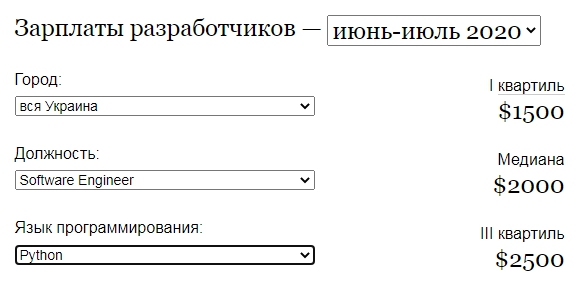 Зарплаты разработчиков — июнь-июль 2020
Город:
вся Украина
I квартиль
$1500
Должность:
Software Engineer
Медиана
$2000
Язык программирования:
Python
III квартиль
$2500